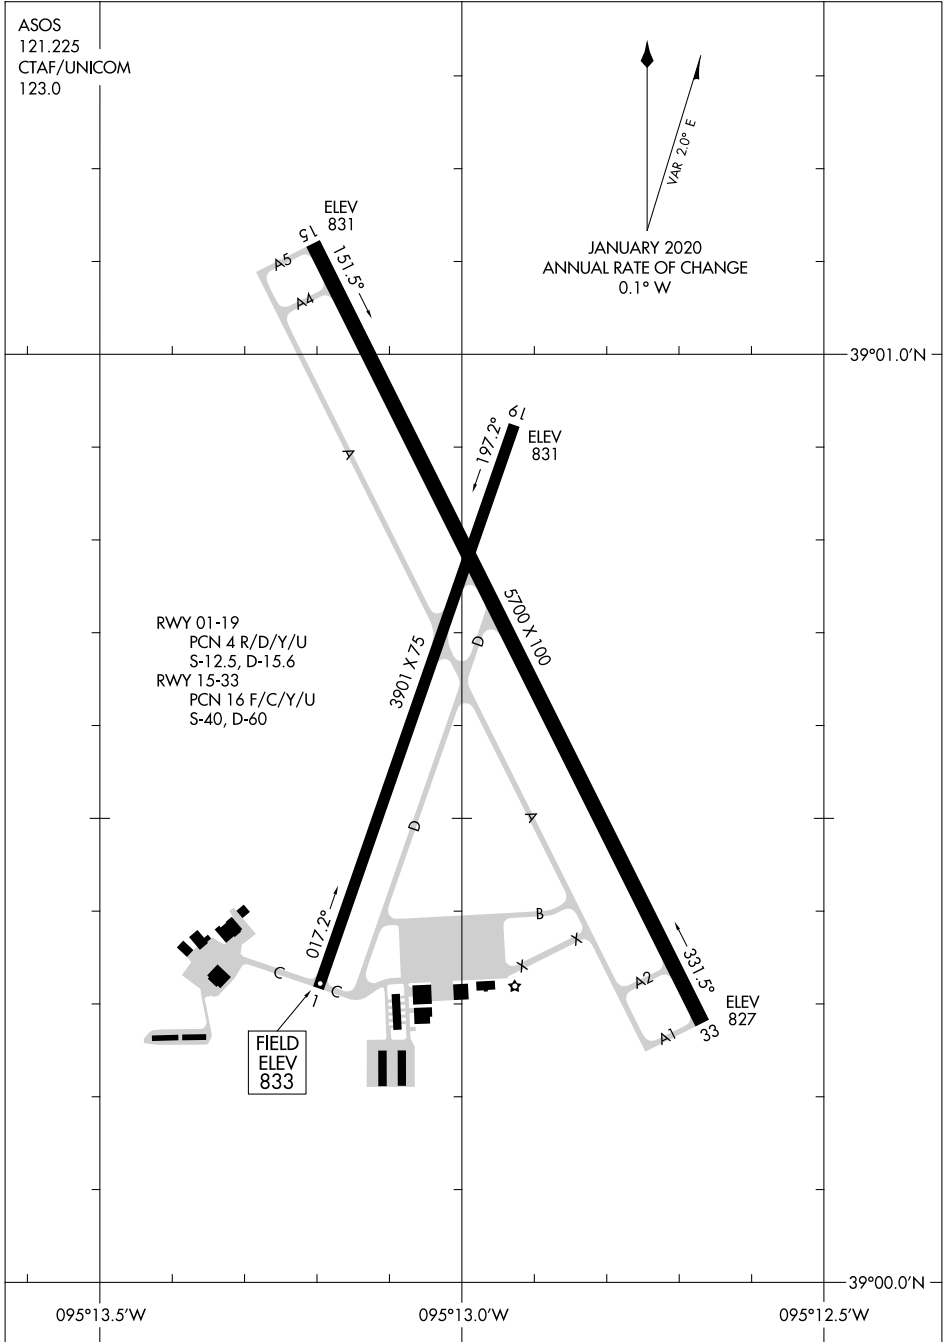 ASOS
121.225
CTAF/UNICOM
123.0
VAR 2.0° E
JANUARY 2020
ANNUAL RATE OF CHANGE
0.1° W
ELEV
831
15
151.5°
A5
A4
39°01.0'N
A
19
197.2°
ELEV
831
5700 X 100
D
3901 X 75
RWY 01-19
PCN 4 R/D/Y/U
S-12.5, D-15.6
RWY 15-33
PCN 16 F/C/Y/U
S-40, D-60
D
A
B
X
X
017.2°
C
C
1
A2
331.5°
ELEV
827
33
A1
FIELD
ELEV
833
39°00.0'N
095°13.5'W
095°13.0'W
095°12.5'W